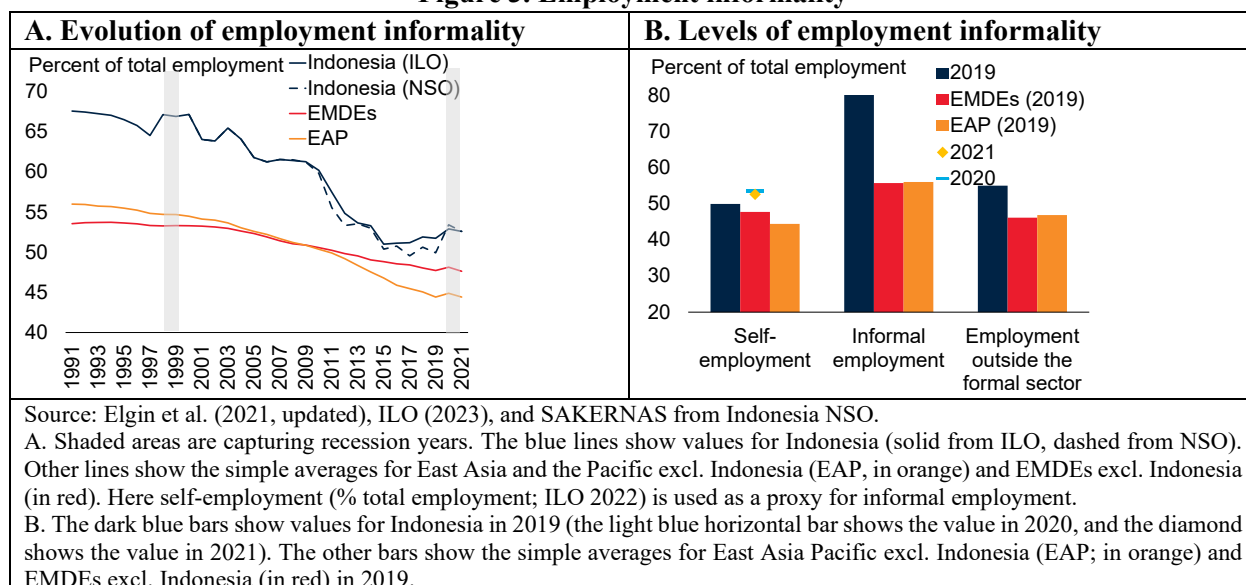 Figure 3. Employment informality
A. Evolution of employment informality
Percent of total employment
Indonesia (ILO)
Indonesia (NSO)
EMDEs
EAP
70
65
60
55
50
45
40
1991
1993
1995
1997
1999
2001
2003
2005
2007
2009
2011
2013
2015
2017
2019
2021
B. Levels of employment informality
Percent of total employment
2019
EMDEs (2019)
EAP (2019)
2021
2020
80
70
60
50
40
30
20
Self-
employment
Informal
employment
Employment
outside the
formal sector
Source: Elgin et al. (2021, updated), ILO (2023), and SAKERNAS from Indonesia NSO.
A. Shaded areas are capturing recession years. The blue lines show values for Indonesia (solid from ILO, dashed from NSO).
Other lines show the simple averages for East Asia and the Pacific excl. Indonesia (EAP, in orange) and EMDEs excl. Indonesia
(in red). Here self-employment (% total employment; ILO 2022) is used as a proxy for informal employment.
B. The dark blue bars show values for Indonesia in 2019 (the light blue horizontal bar shows the value in 2020, and the diamond
shows the value in 2021). The other bars show the simple averages for East Asia Pacific excl. Indonesia (EAP; in orange) and
EMDEs excl. Indonesia (in red) in 2019.